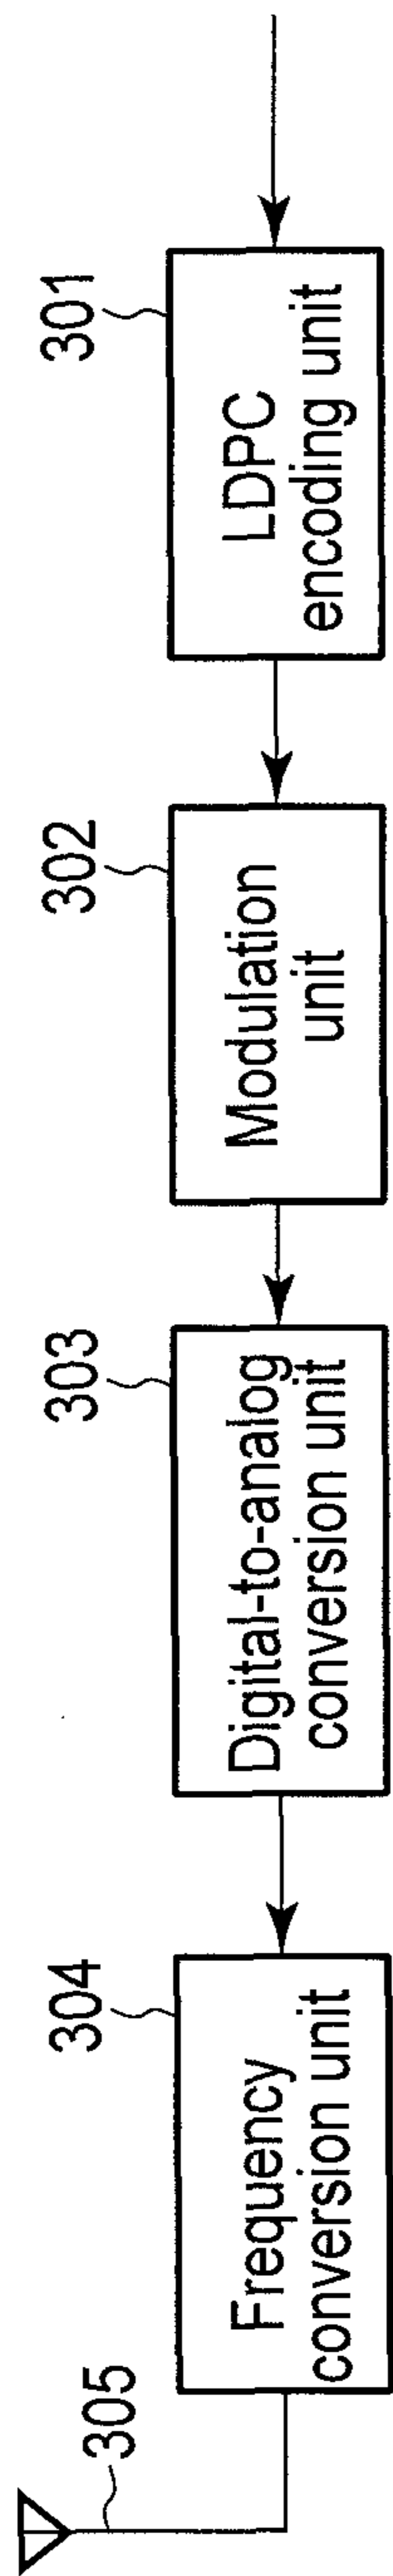 305
304
Frequency
conversion unit
303
Digital-to-analog
conversion unit
302
Modulation
unit
301
LDPC
encoding unit